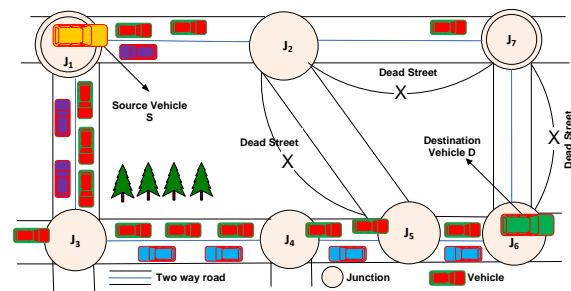 J1
J2
J7
Dead Street
X
Source Vehicle
S
Dead Street
X
Destination
Vehicle D
X
Dead Street
J3
J4
J5
J6
Two way road
Junction
Vehicle